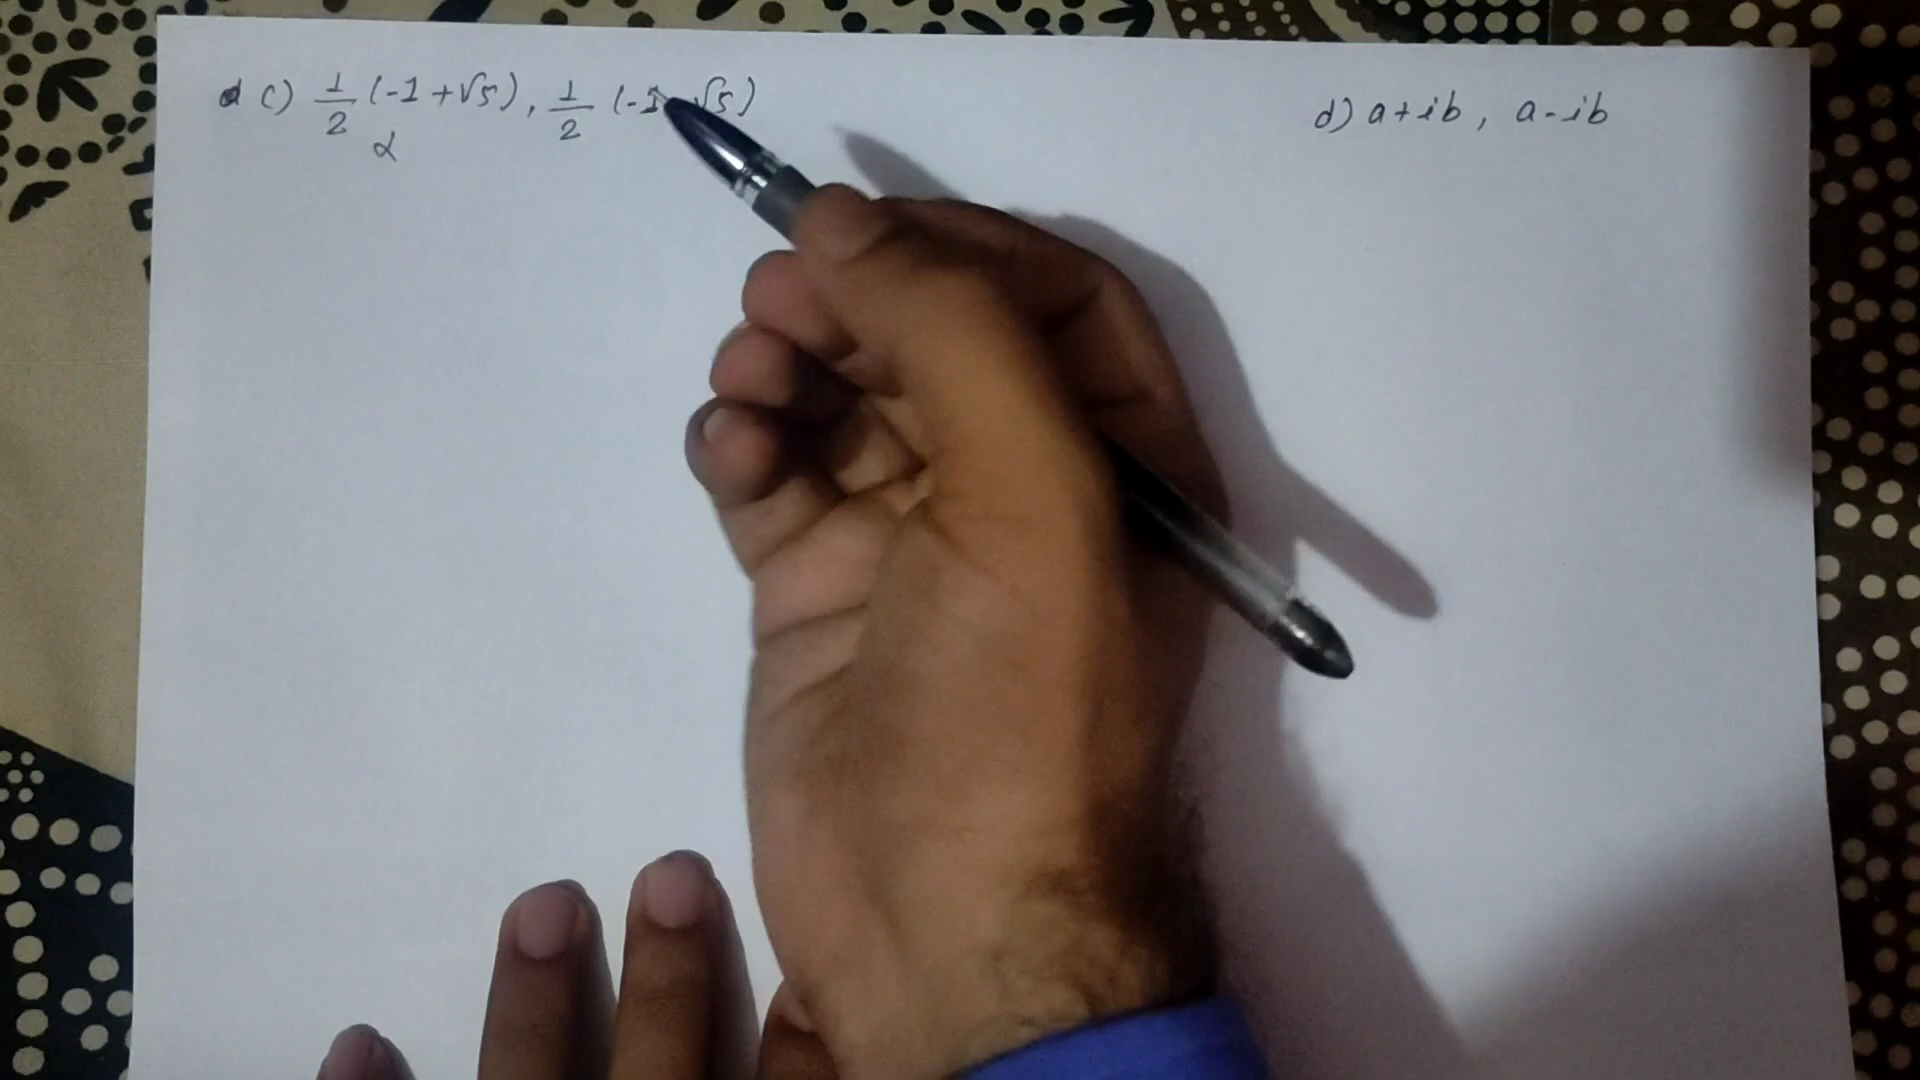 c) 1/2 (-1+√5), 1/2 (-1 √5)
α
d) a+ib, a-ib